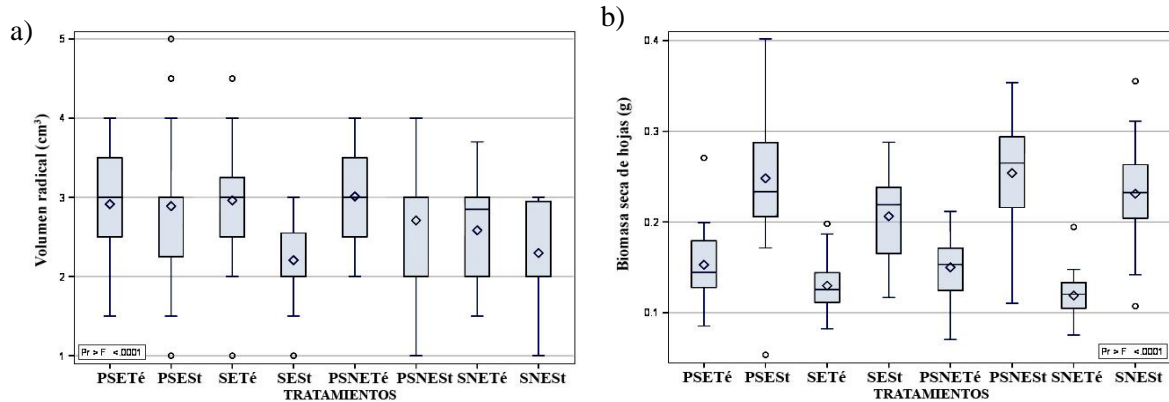 a)
Volumen radical (cm³)
5
4
3
2
1
Pr > F <.0001
PSETé PSESt SETé SESt PSNETé PSNESt SNETé SNESt
TRATAMIENTOS
b)
Biomasa seca de hojas (g)
0.4
0.3
0.2
0.1
Pr > F <.0001
PSETé PSESt SETé SESt PSNETé PSNESt SNETé SNESt
TRATAMIENTOS